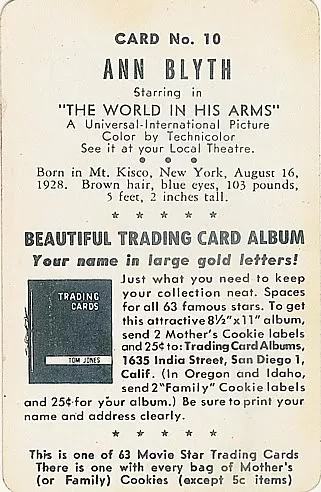 CARD No. 10
ANN BLYTH
Starring in
"THE WORLD IN HIS ARMS"
A Universal-International Picture
Color by Technicolor
See it at your Local Theatre.
Born in Mt. Kisco, New York, August 16,
1928. Brown hair, blue eyes, 103 pounds,
5 feet, 2 inches tall.
* * * * *
BEAUTIFUL TRADING CARD ALBUM
Your name in large gold letters!
TRADING
CARDS
TOM JONES
Just what you need to keep
your collection neat. Spaces
for all 63 famous stars. To get
this attractive 8½"x11" album,
send 2 Mother's Cookie labels
and 25¢ to: Trading Card Albums,
1635 India Street, San Diego 1,
Calif. (In Oregon and Idaho,
send 2 "Family" Cookie labels
and 25¢ for your album.) Be sure to print your
name and address clearly.
* * * * *
This is one of 63 Movie Star Trading Cards
There is one with every bag of Mother's
(or Family) Cookies (except 5c items)